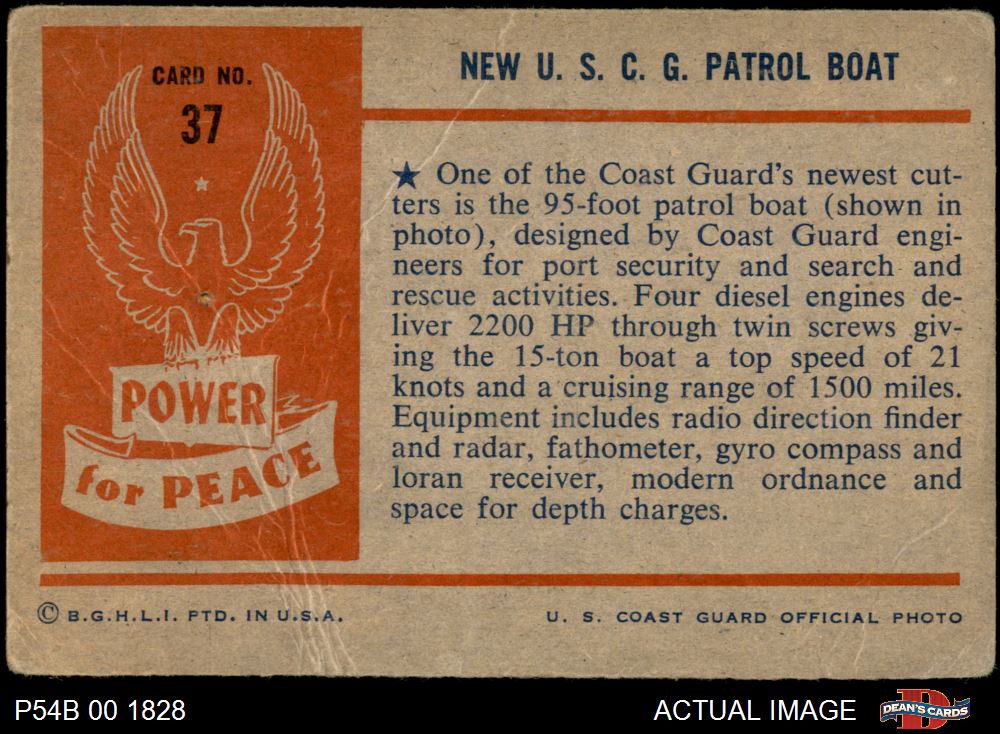 CARD NO.
37
POWER
for PEACE
NEW U. S. C. G. PATROL BOAT
★ One of the Coast Guard's newest cut-
ters is the 95-foot patrol boat (shown in
photo), designed by Coast Guard engi-
neers for port security and search and
rescue activities. Four diesel engines de-
liver 2200 HP through twin screws giv-
ing the 15-ton boat a top speed of 21
knots and a cruising range of 1500 miles.
Equipment includes radio direction finder
and radar, fathometer, gyro compass and
loran receiver, modern ordnance and
space for depth charges.
© B.G.H.L.I. PTD. IN U.S.A.
U. S. COAST GUARD OFFICIAL PHOTO
P54B 00 1828
ACTUAL IMAGE
D
DEAN'S CARDS